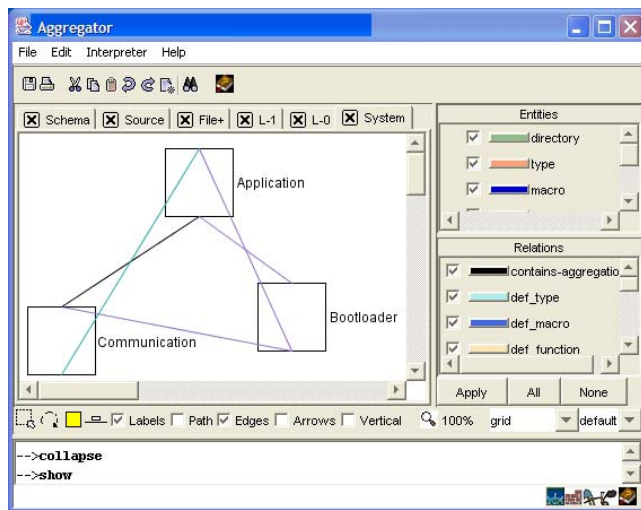 Aggregator
File Edit Interpreter Help
Schema Source File+ L-1 L-0 System
Application
Bootloader
Communication
Entities
directory
type
macro
Relations
contains-aggregatio
def_type
def_macro
def_function
Apply All None
Labels Path Edges Arrows Vertical 100% grid default
-->collapse
-->show